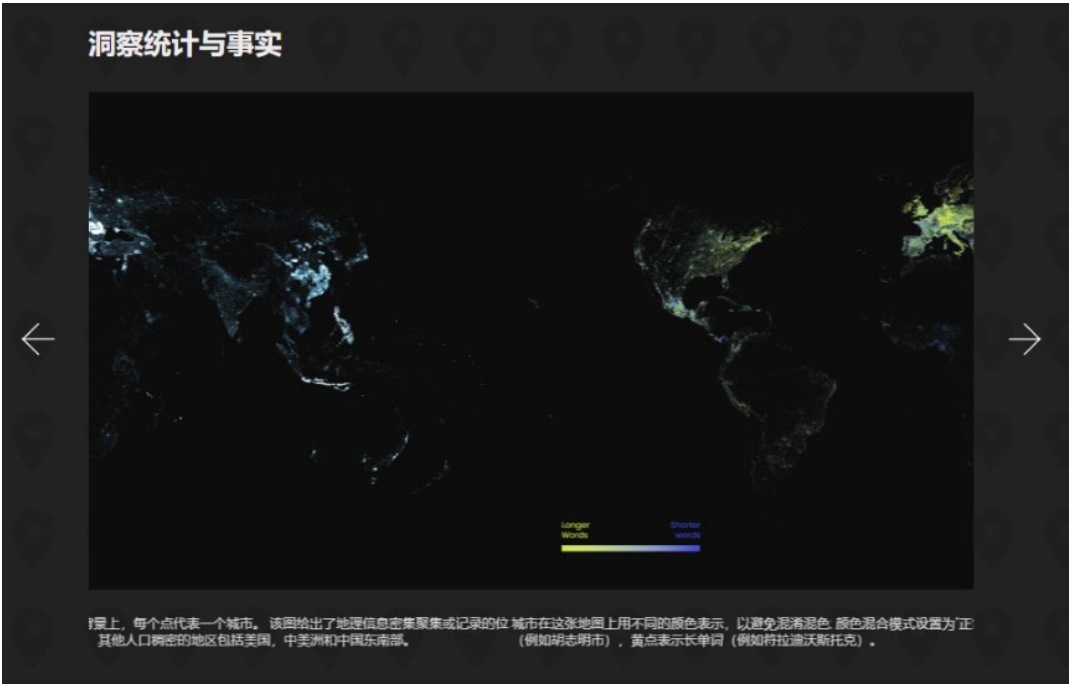 洞察统计与事实
Longer
Words
Shorter
words
背景上，每个点代表一个城市。 该图给出了地理信息密集聚集或记录的位
其他人口稠密的地区包括美国，中美洲和中国东南部。
城市在这张地图上用不同的颜色表示，以避免混淆混色 颜色混合模式设置为"正
（例如胡志明市），黄点表示长单词（例如符拉迪沃斯托克）。